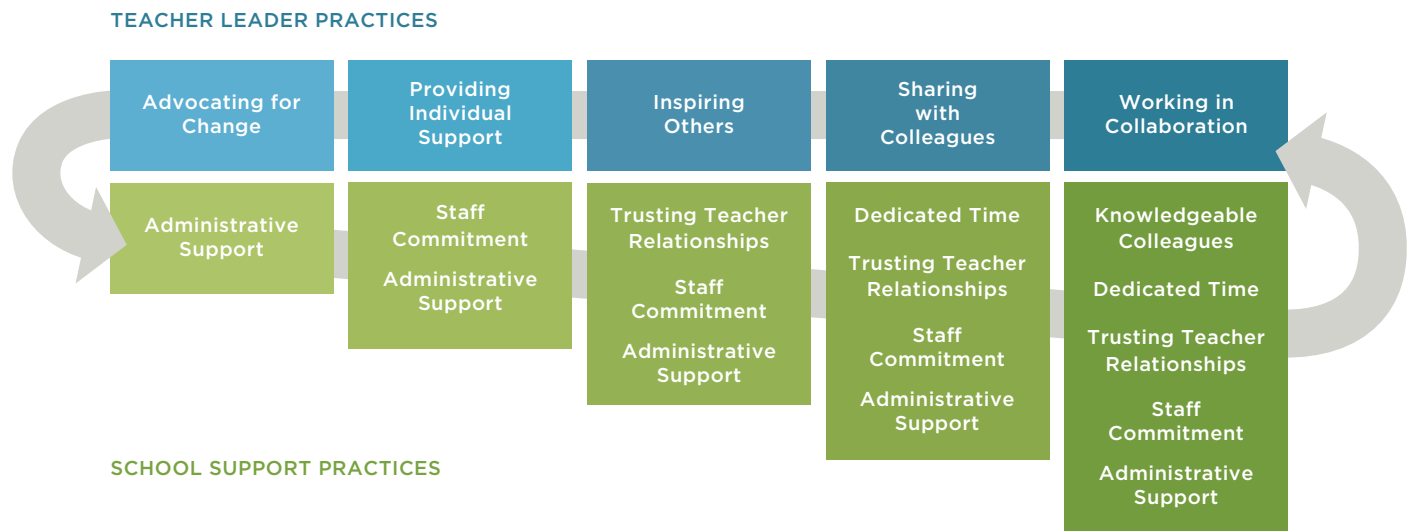 TEACHER LEADER PRACTICES
Advocating for
Change
Providing
Individual
Support
Inspiring
Others
Sharing
with
Colleagues
Working in
Collaboration
Administrative
Support
Staff
Commitment
Administrative
Support
Trusting Teacher
Relationships
Staff
Commitment
Administrative
Support
Dedicated Time
Trusting Teacher
Relationships
Staff
Commitment
Administrative
Support
Knowledgeable
Colleagues
Dedicated Time
Trusting Teacher
Relationships
Staff
Commitment
Administrative
Support
SCHOOL SUPPORT PRACTICES